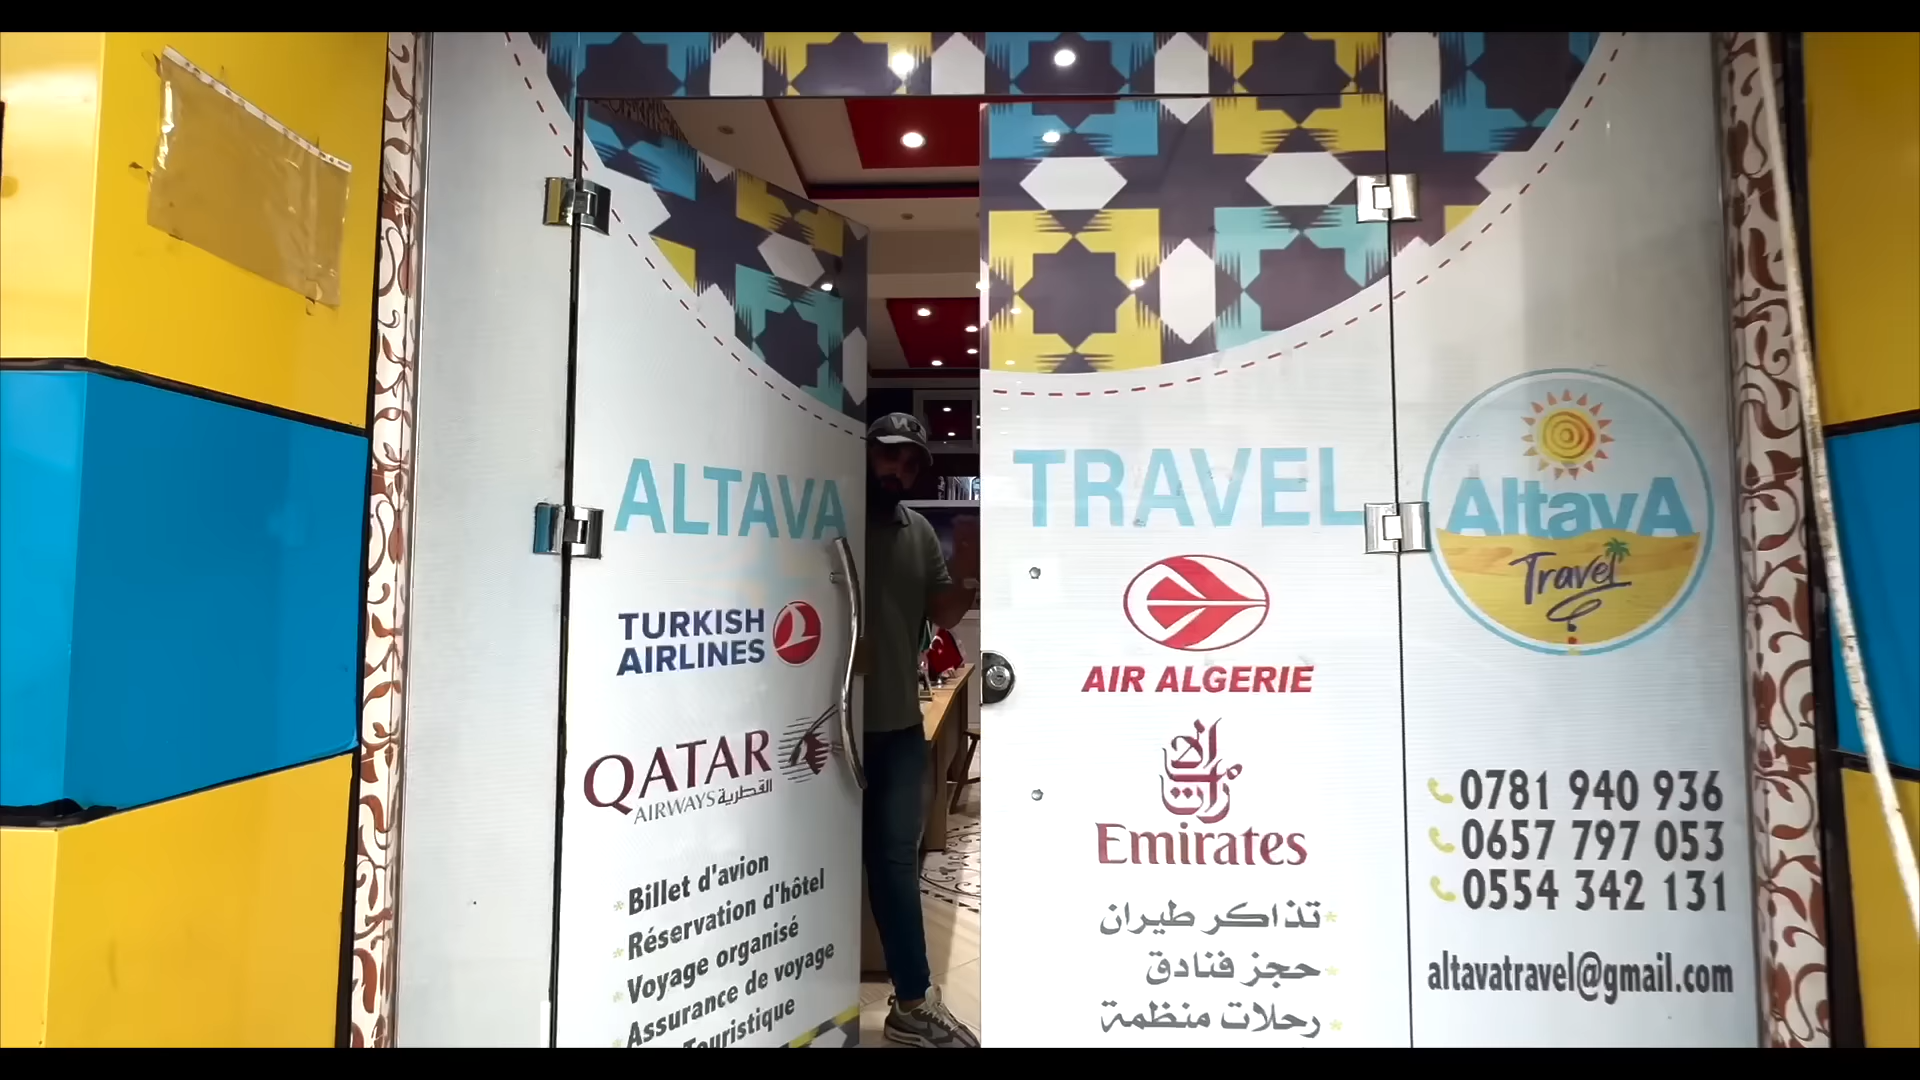 ALTAVA TRAVEL
TURKISH
AIRLINES
QATAR
AIRWAYS القطرية
Billet d'avion
Réservation d'hôtel
Voyage organisé
Assurance de voyage
Touristique
AIR ALGERIE
Emirates
تذاكر طيران
حجز فنادق
رحلات منظمة
AltavA
Travel
0781 940 936
0657 797 053
0554 342 131
altavatravel@gmail.com